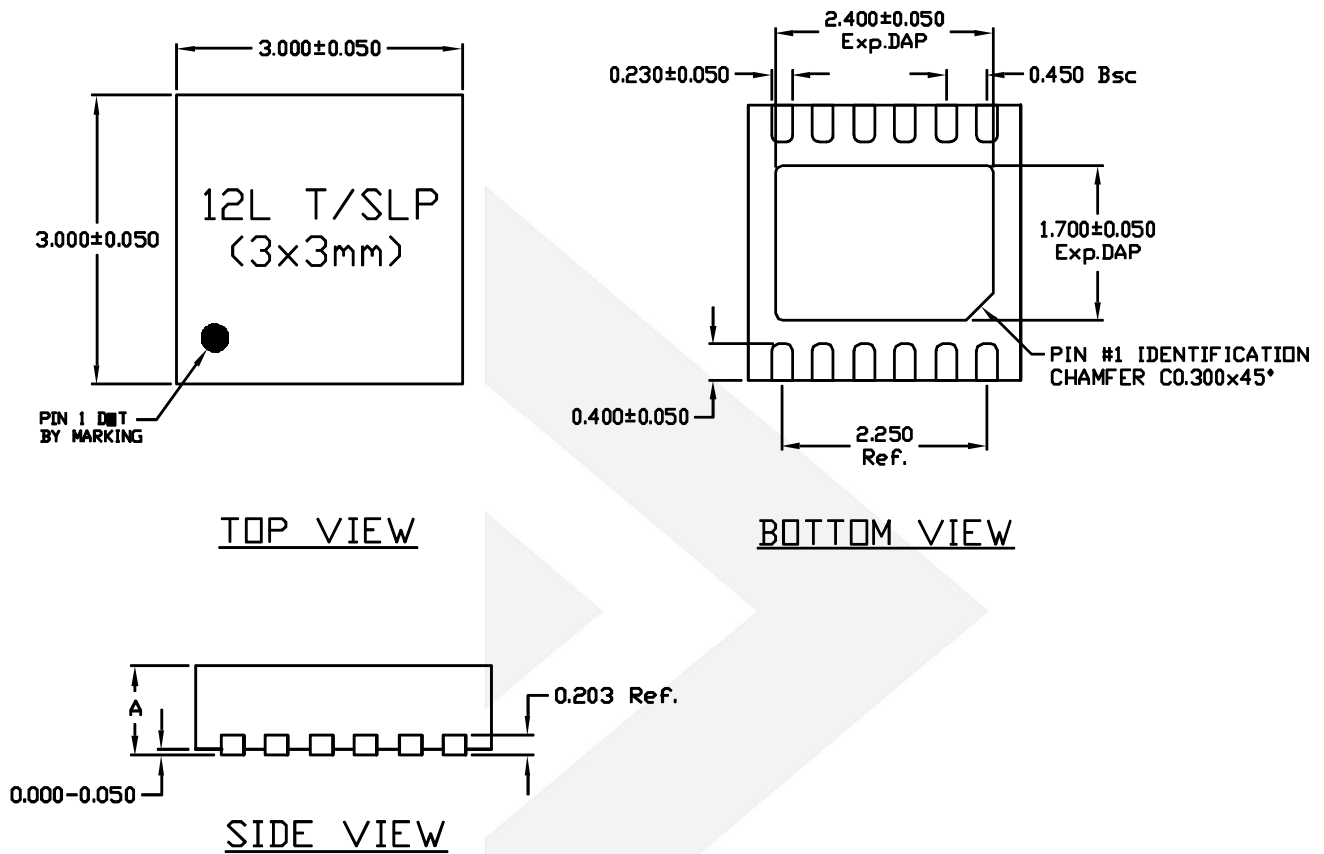 3.000±0.050
3.000±0.050
12L T/SLP
(3x3mm)
PIN 1 DOT
BY MARKING
TOP VIEW
2.400±0.050
Exp.DAP
0.230±0.050
0.450 Bsc
1.700±0.050
Exp.DAP
PIN #1 IDENTIFICATION
CHAMFER C0.300x45°
0.400±0.050
2.250
Ref.
BOTTOM VIEW
A
0.203 Ref.
0.000-0.050
SIDE VIEW